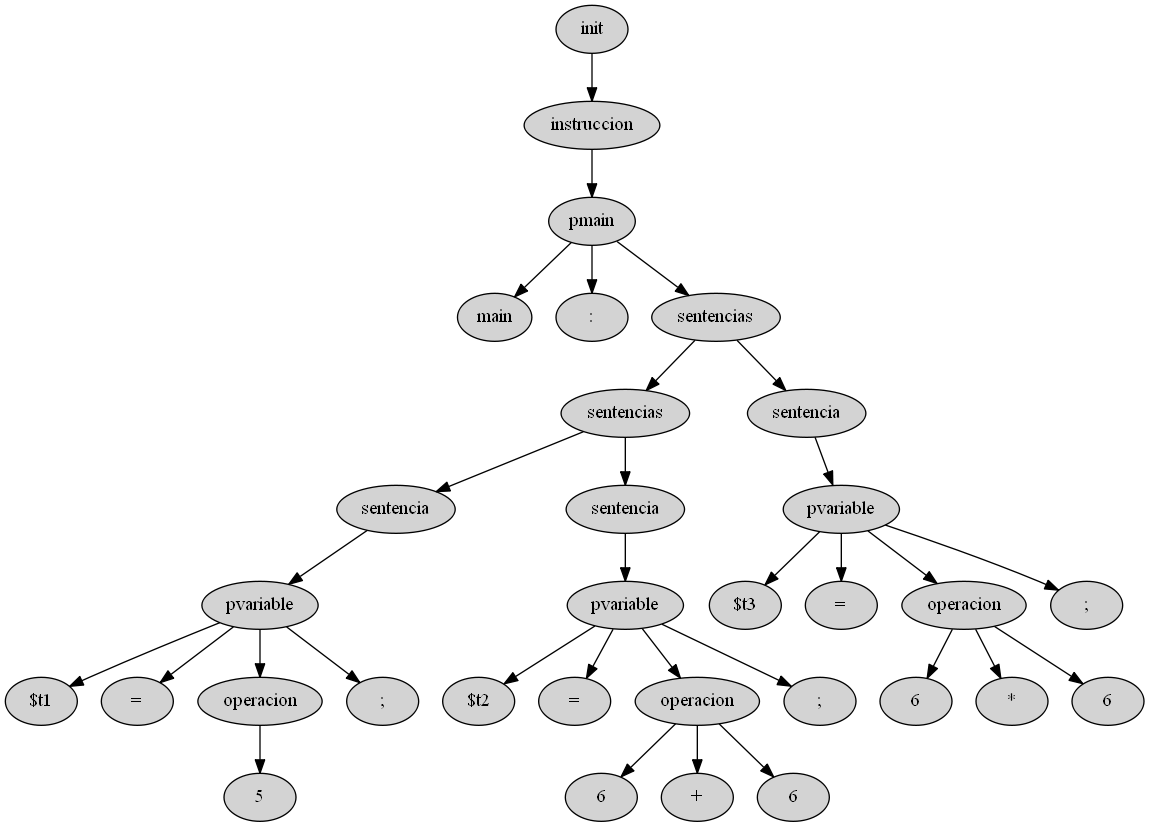 init
instruccion
pmain
main : sentencias
sentencias sentencia
sentencia sentencia pvariable
pvariable pvariable $t3 = operacion ;
$t1 = operacion ; $t2 = operacion ; 6 * 6
5 6 + 6